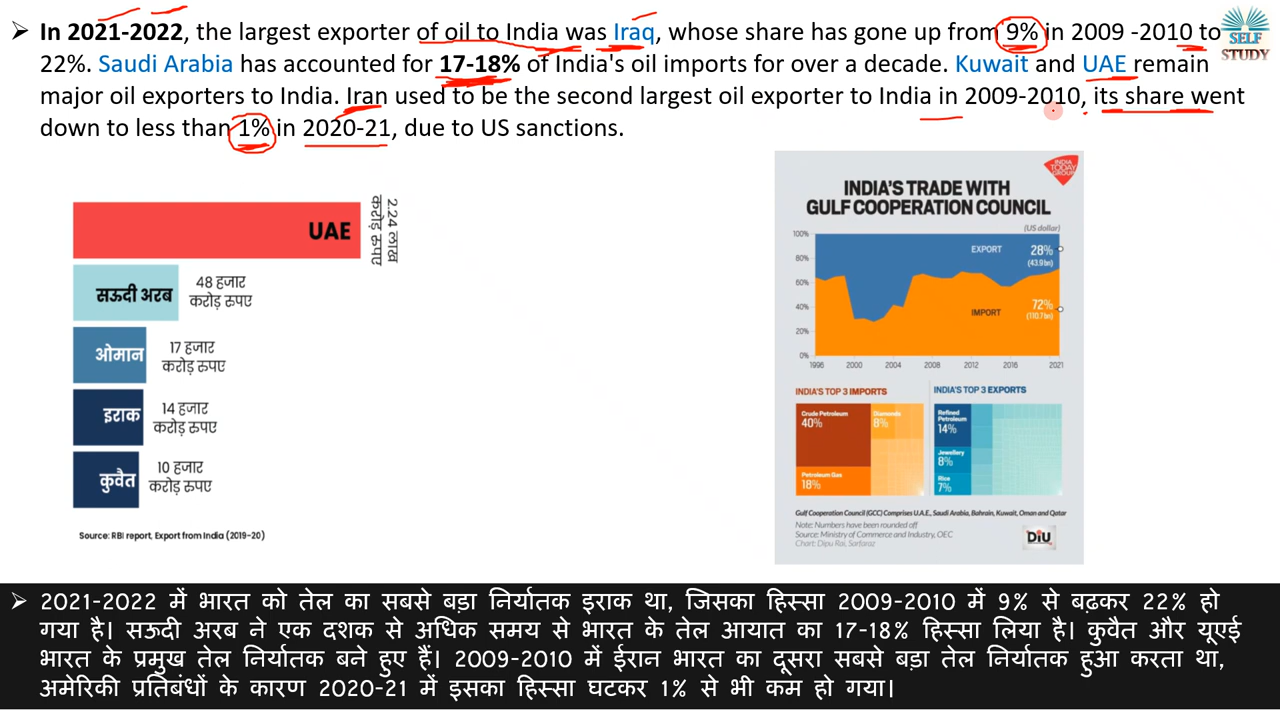 ➢ In 2021-2022, the largest exporter of oil to India was Iraq, whose share has gone up from 9% in 2009 -2010 to
22%. Saudi Arabia has accounted for 17-18% of India's oil imports for over a decade. Kuwait and UAE remain
major oil exporters to India. Iran used to be the second largest oil exporter to India in 2009-2010, its share went
down to less than 1% in 2020-21, due to US sanctions.
SELF
STUDY
UAE
2.24 लाख
करोड़ रुपए
सऊदी अरब
48 हजार
करोड़ रुपए
ओमान
17 हजार
करोड़ रुपए
इराक
14 हजार
करोड़ रुपए
कुवैत
10 हजार
करोड़ रुपए
Source: RBI report, Export from India (2019-20)
INDIA TODAY GROUP
INDIA'S TRADE WITH
GULF COOPERATION COUNCIL
(US dollar)
100%
80%
60%
40%
20%
0%
EXPORT
28%
(43.9bn)
IMPORT
72%
(110.7bn)
1996 2000 2004 2008 2012 2016 2021
INDIA'S TOP 3 IMPORTS
Crude Petroleum
40%
Diamonds
8%
Petroleum Gas
18%
INDIA'S TOP 3 EXPORTS
Refined
Petroleum
14%
Jewellery
8%
Rice
7%
Gulf Cooperation Council (GCC) Comprises U.A.E., Saudi Arabia, Bahrain, Kuwait, Oman and Qatar
Note: Numbers have been rounded off
Source: Ministry of Commerce and Industry, OEC
Chart: Dipu Rai, Sarfaraz
DiU
➢ 2021-2022 में भारत को तेल का सबसे बड़ा निर्यातक इराक था, जिसका हिस्सा 2009-2010 में 9% से बढ़कर 22% हो
गया है। सऊदी अरब ने एक दशक से अधिक समय से भारत के तेल आयात का 17-18% हिस्सा लिया है। कुवैत और यूएई
भारत के प्रमुख तेल निर्यातक बने हुए हैं। 2009-2010 में ईरान भारत का दूसरा सबसे बड़ा तेल निर्यातक हुआ करता था,
अमेरिकी प्रतिबंधों के कारण 2020-21 में इसका हिस्सा घटकर 1% से भी कम हो गया।